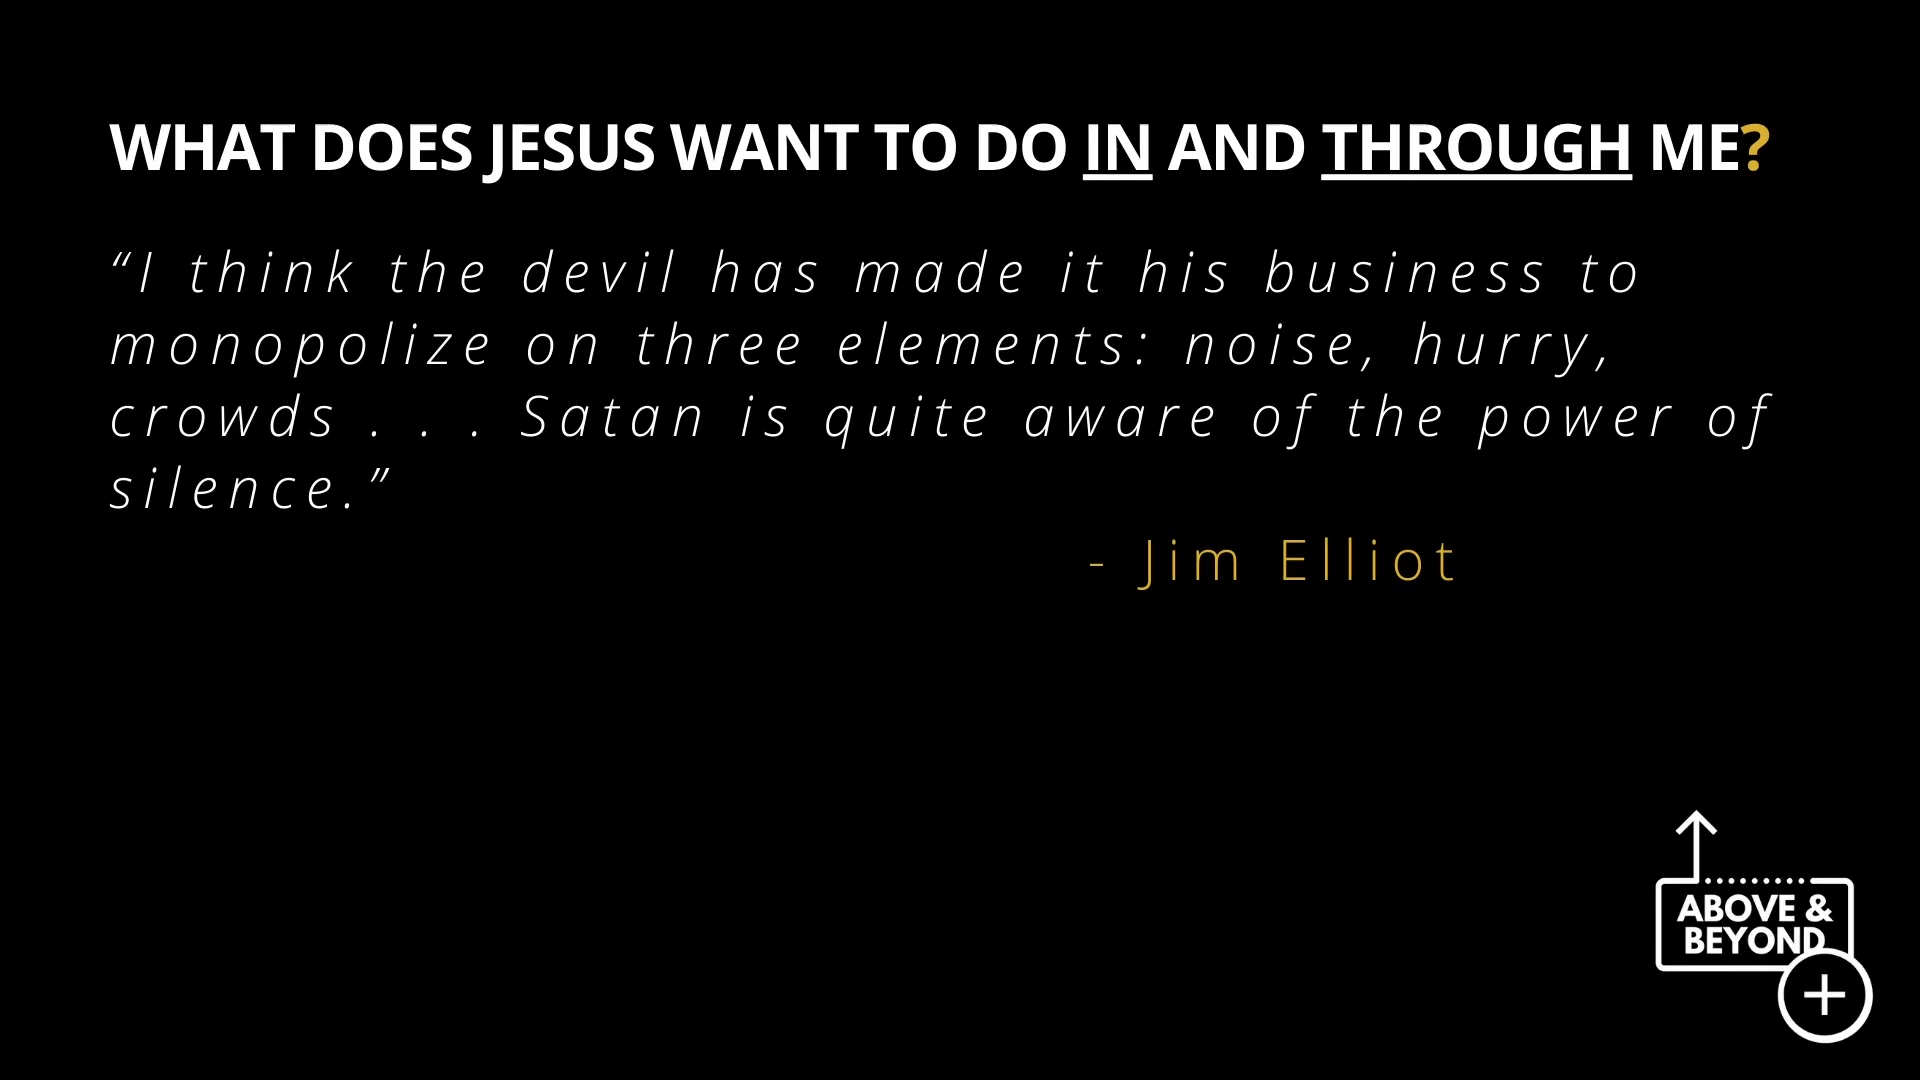 WHAT DOES JESUS WANT TO DO IN AND THROUGH ME?
“I think the devil has made it his business to
monopolize on three elements: noise, hurry,
crowds . . . Satan is quite aware of the power of
silence.”
- Jim Elliot
ABOVE &
BEYOND